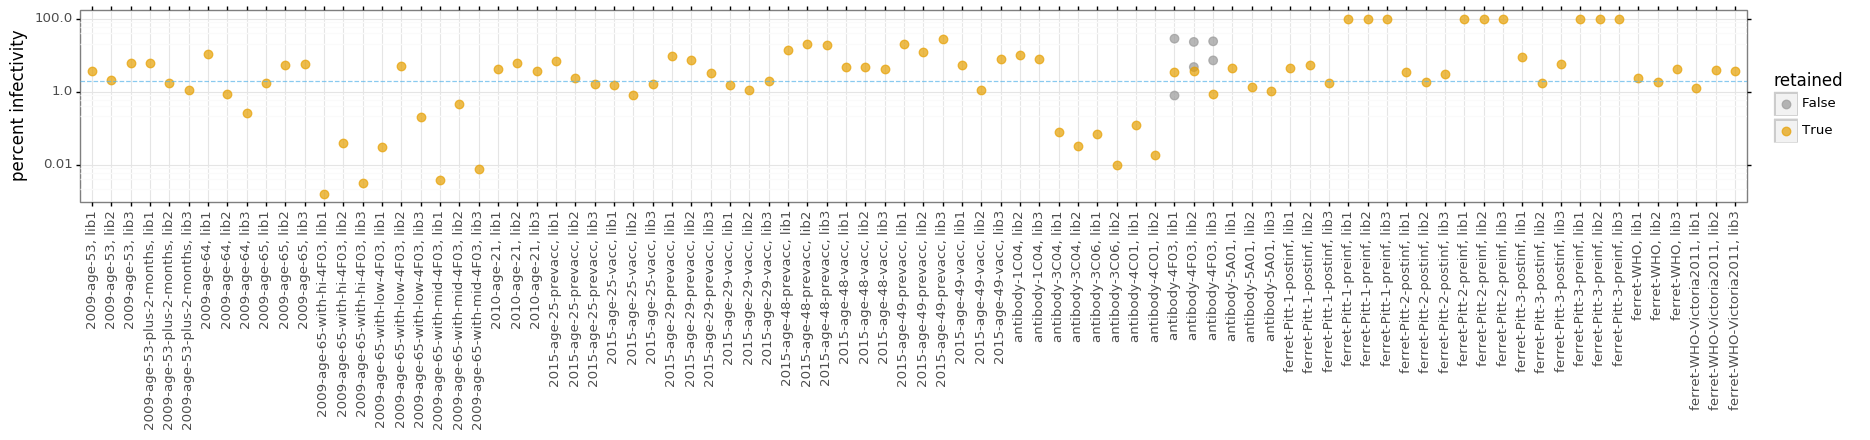 percent infectivity
100.0
1.0
0.01
2009-age-53, lib1
2009-age-53, lib2
2009-age-53, lib3
2009-age-53-plus-2-months, lib1
2009-age-53-plus-2-months, lib2
2009-age-53-plus-2-months, lib3
2009-age-64, lib1
2009-age-64, lib2
2009-age-64, lib3
2009-age-65, lib1
2009-age-65, lib2
2009-age-65, lib3
2009-age-65-with-hi-4F03, lib1
2009-age-65-with-hi-4F03, lib2
2009-age-65-with-hi-4F03, lib3
2009-age-65-with-low-4F03, lib1
2009-age-65-with-low-4F03, lib2
2009-age-65-with-low-4F03, lib3
2009-age-65-with-mid-4F03, lib1
2009-age-65-with-mid-4F03, lib2
2009-age-65-with-mid-4F03, lib3
2010-age-21, lib1
2010-age-21, lib2
2010-age-21, lib3
2015-age-25-prevacc, lib1
2015-age-25-prevacc, lib2
2015-age-25-prevacc, lib3
2015-age-25-vacc, lib1
2015-age-25-vacc, lib2
2015-age-25-vacc, lib3
2015-age-29-prevacc, lib1
2015-age-29-prevacc, lib2
2015-age-29-prevacc, lib3
2015-age-29-vacc, lib1
2015-age-29-vacc, lib2
2015-age-29-vacc, lib3
2015-age-48-prevacc, lib1
2015-age-48-prevacc, lib2
2015-age-48-prevacc, lib3
2015-age-48-vacc, lib1
2015-age-48-vacc, lib2
2015-age-48-vacc, lib3
2015-age-49-prevacc, lib1
2015-age-49-prevacc, lib2
2015-age-49-prevacc, lib3
2015-age-49-vacc, lib1
2015-age-49-vacc, lib2
2015-age-49-vacc, lib3
antibody-1C04, lib2
antibody-1C04, lib3
antibody-3C04, lib1
antibody-3C04, lib2
antibody-3C06, lib1
antibody-3C06, lib2
antibody-4C01, lib1
antibody-4C01, lib2
antibody-4F03, lib1
antibody-4F03, lib2
antibody-4F03, lib3
antibody-5A01, lib1
antibody-5A01, lib2
antibody-5A01, lib3
ferret-Pitt-1-postinf, lib1
ferret-Pitt-1-postinf, lib2
ferret-Pitt-1-postinf, lib3
ferret-Pitt-1-preinf, lib1
ferret-Pitt-1-preinf, lib2
ferret-Pitt-1-preinf, lib3
ferret-Pitt-2-postinf, lib1
ferret-Pitt-2-postinf, lib2
ferret-Pitt-2-postinf, lib3
ferret-Pitt-2-preinf, lib1
ferret-Pitt-2-preinf, lib2
ferret-Pitt-2-preinf, lib3
ferret-Pitt-3-postinf, lib1
ferret-Pitt-3-postinf, lib2
ferret-Pitt-3-postinf, lib3
ferret-Pitt-3-preinf, lib1
ferret-Pitt-3-preinf, lib2
ferret-Pitt-3-preinf, lib3
ferret-WHO, lib1
ferret-WHO, lib2
ferret-WHO, lib3
ferret-WHO-Victoria2011, lib1
ferret-WHO-Victoria2011, lib2
ferret-WHO-Victoria2011, lib3
retained
False
True